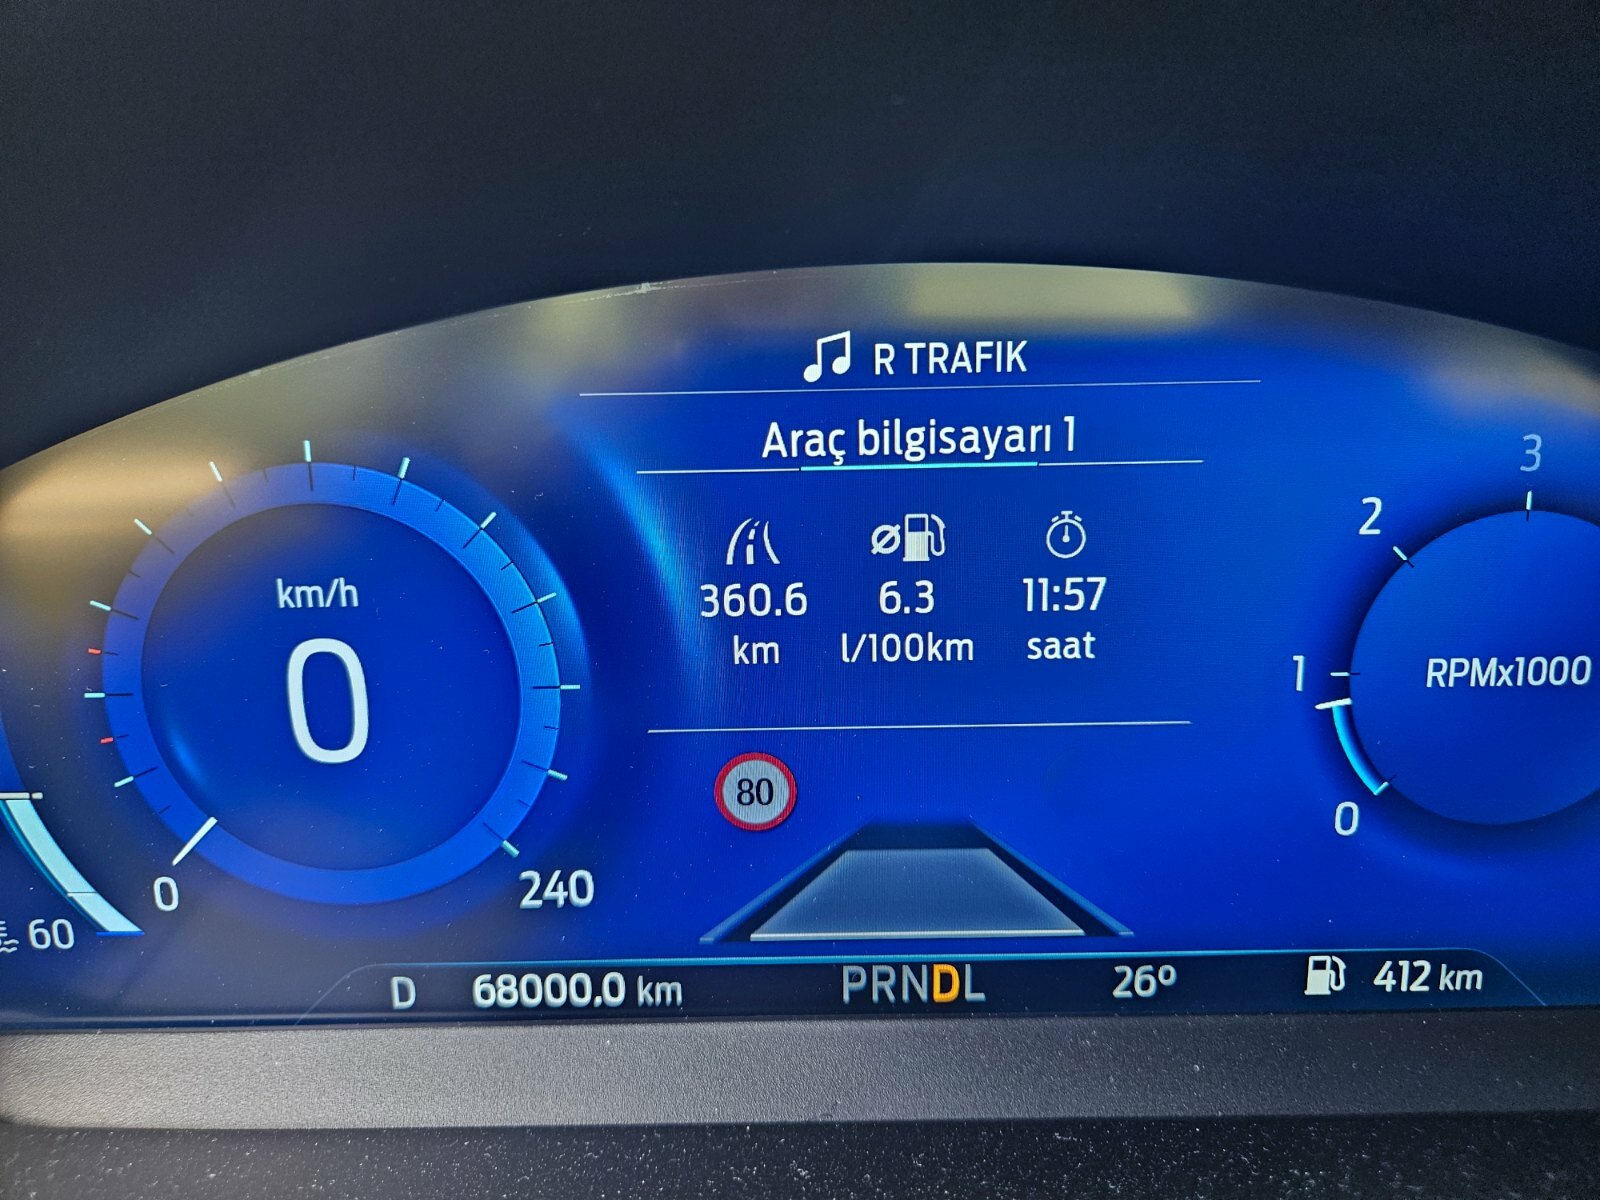 R TRAFIK
Araç bilgisayarı 1
360.6 6.3 11:57
km l/100km saat
km/h
0
0
240
60
80
3
2
1
0
RPMx1000
D 68000,0 km PRNDL 26° 412 km